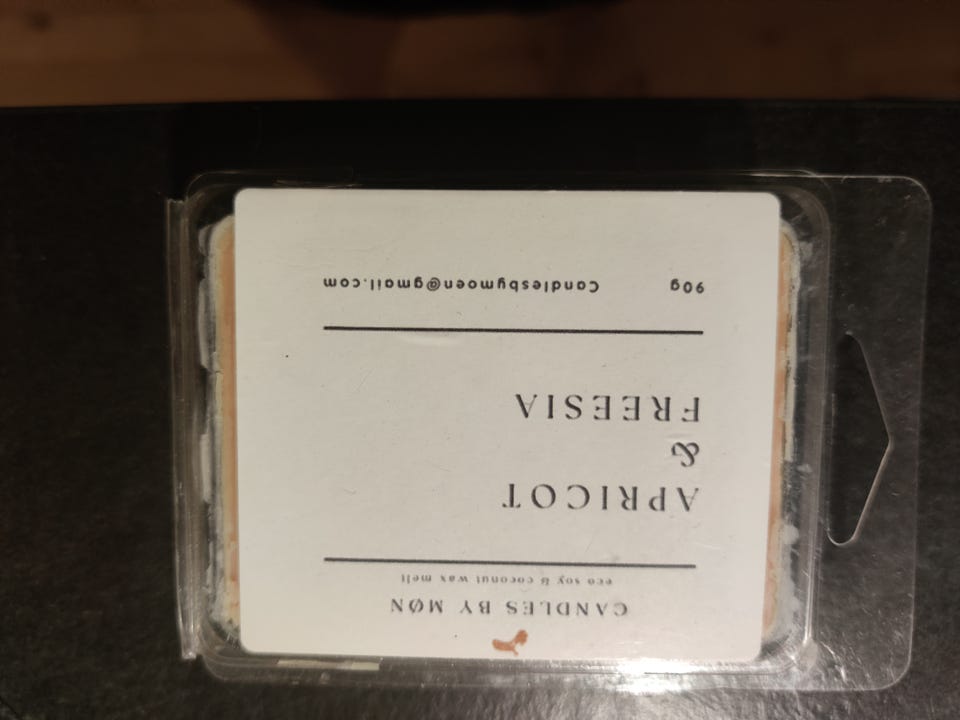 CANDLES BY MØN
eco soy & coconut wax melt
APRICOT
&
FREESIA
90g Candlesbymoen@gmail.com